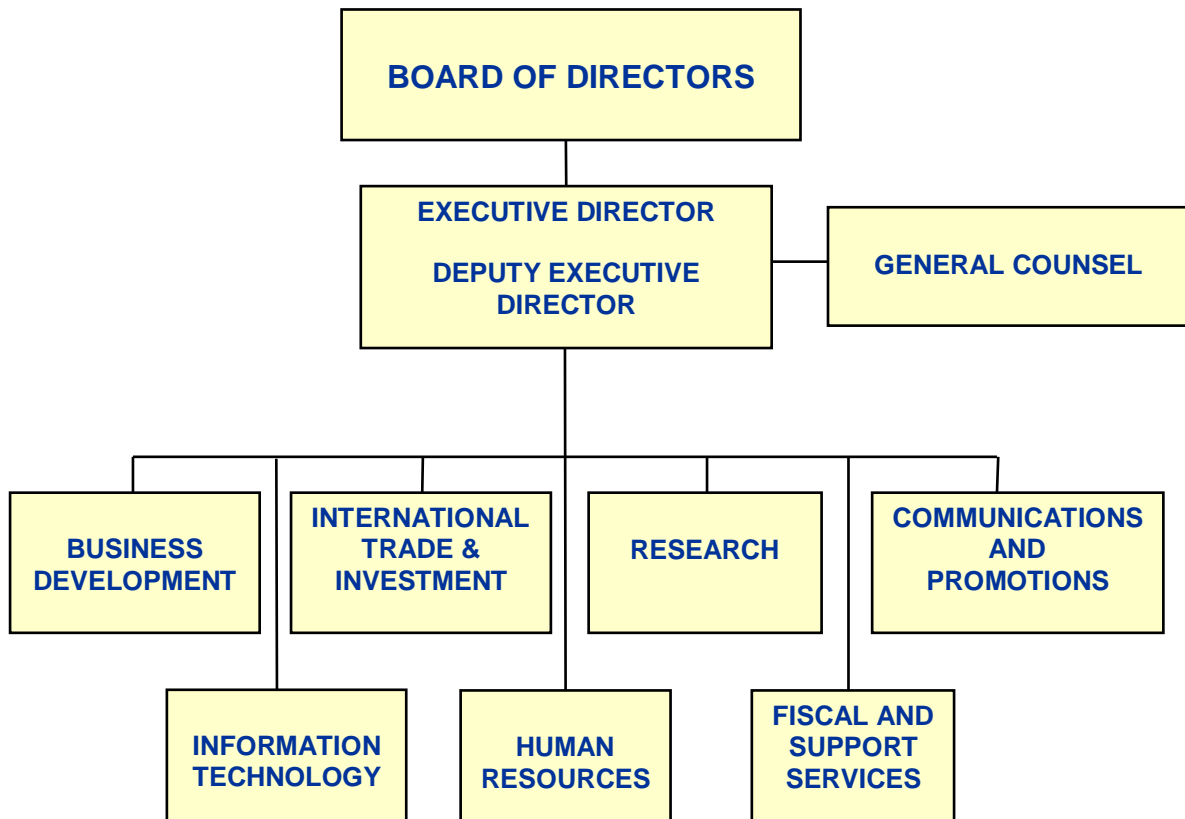 BOARD OF DIRECTORS
EXECUTIVE DIRECTOR
DEPUTY EXECUTIVE
DIRECTOR
GENERAL COUNSEL
BUSINESS
DEVELOPMENT
INTERNATIONAL
TRADE &
INVESTMENT
RESEARCH
COMMUNICATIONS
AND
PROMOTIONS
INFORMATION
TECHNOLOGY
HUMAN
RESOURCES
FISCAL AND
SUPPORT
SERVICES